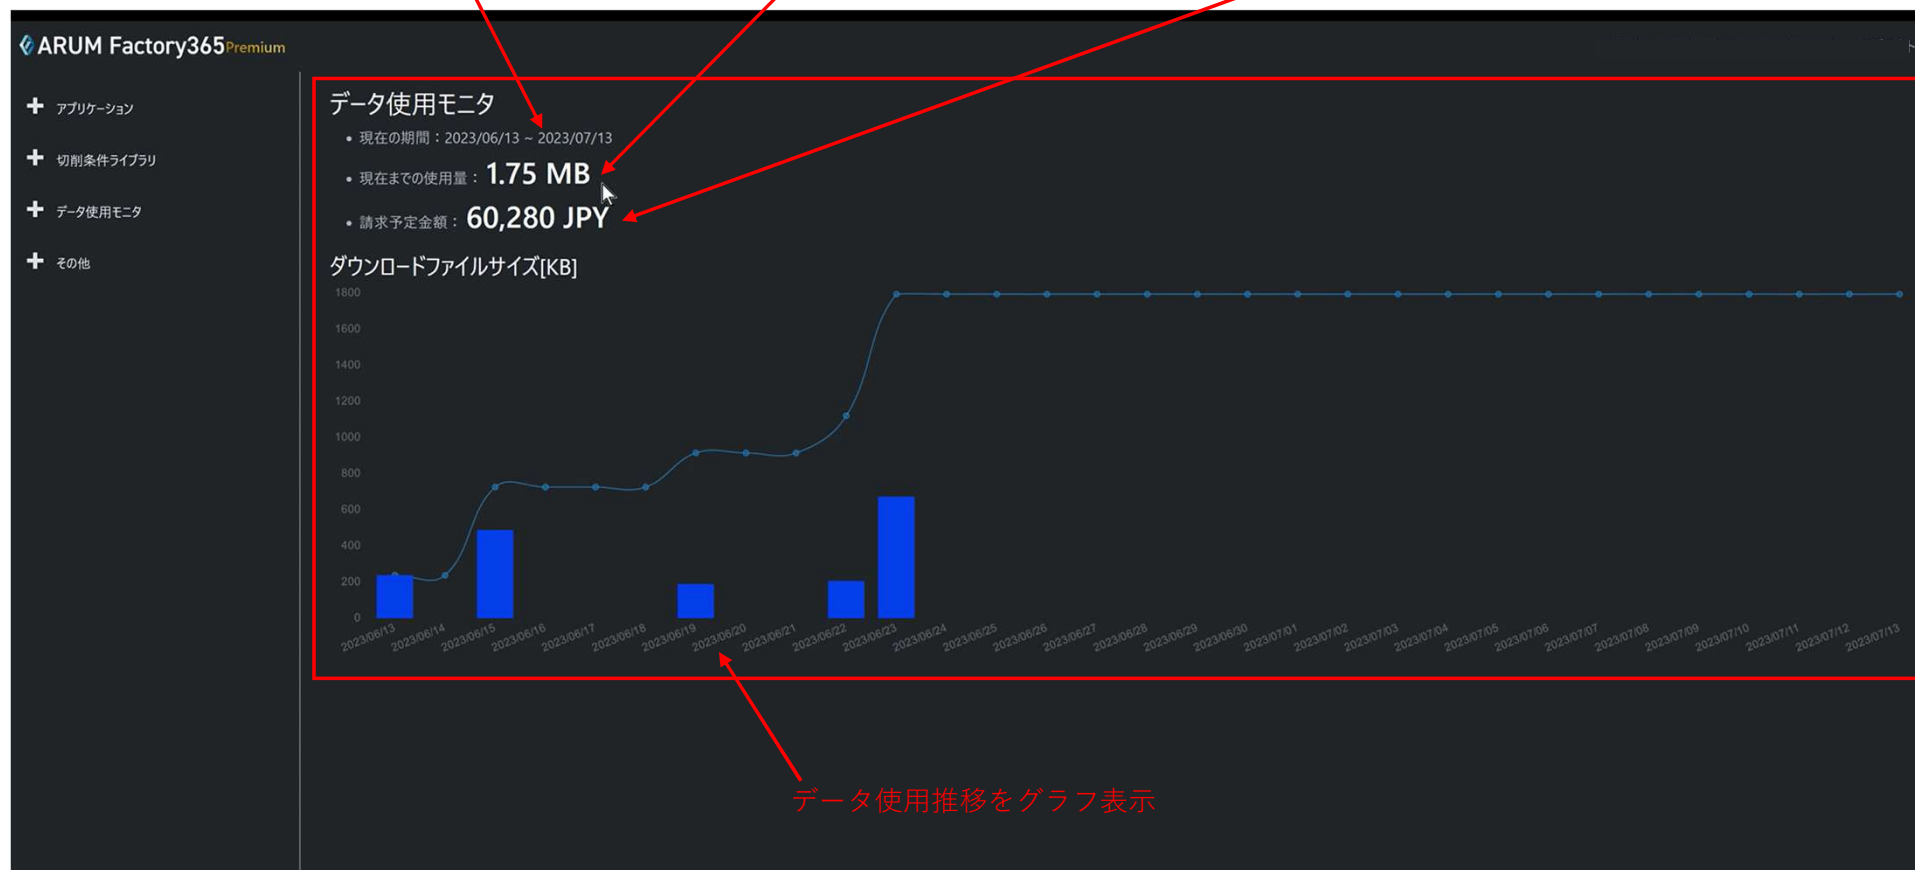 ARUM Factory365 Premium
アプリケーション
切削条件ライブラリ
データ使用モニタ
その他
データ使用モニタ
• 現在の期間：2023/06/13 ~ 2023/07/13
• 現在までの使用量： 1.75 MB
• 請求予定金額： 60,280 JPY
ダウンロードファイルサイズ[KB]
1800
1600
1400
1200
1000
800
600
400
200
0
2023/06/13 2023/06/14 2023/06/15 2023/06/16 2023/06/17 2023/06/18 2023/06/19 2023/06/20 2023/06/21 2023/06/22 2023/06/23 2023/06/24 2023/06/25 2023/06/26 2023/06/27 2023/06/28 2023/06/29 2023/06/30 2023/07/01 2023/07/02 2023/07/03 2023/07/04 2023/07/05 2023/07/06 2023/07/07 2023/07/08 2023/07/09 2023/07/10 2023/07/11 2023/07/12 2023/07/13
データ使用推移をグラフ表示